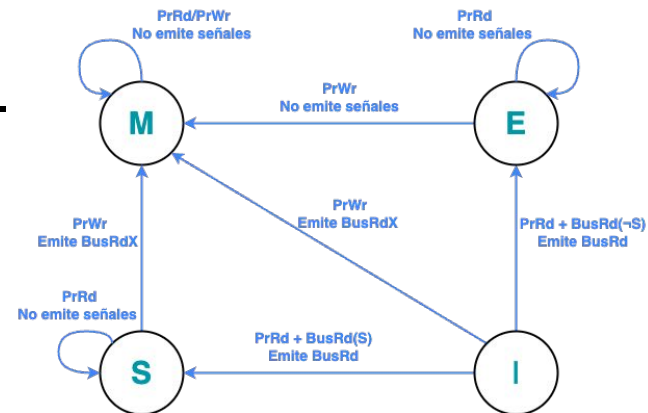 PrRd/PrWr
No emite señales
PrRd
No emite señales
M
PrWr
No emite señales
E
PrWr
Emite BusRdX
PrWr
Emite BusRdX
PrRd + BusRd(¬S)
Emite BusRd
PrRd
No emite señales
PrRd + BusRd(S)
Emite BusRd
S
I